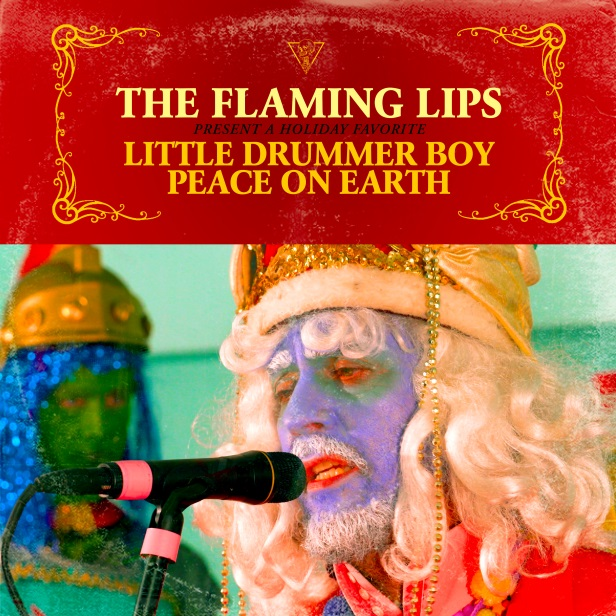 THE FLAMING LIPS
PRESENT A HOLIDAY FAVORITE
LITTLE DRUMMER BOY
PEACE ON EARTH